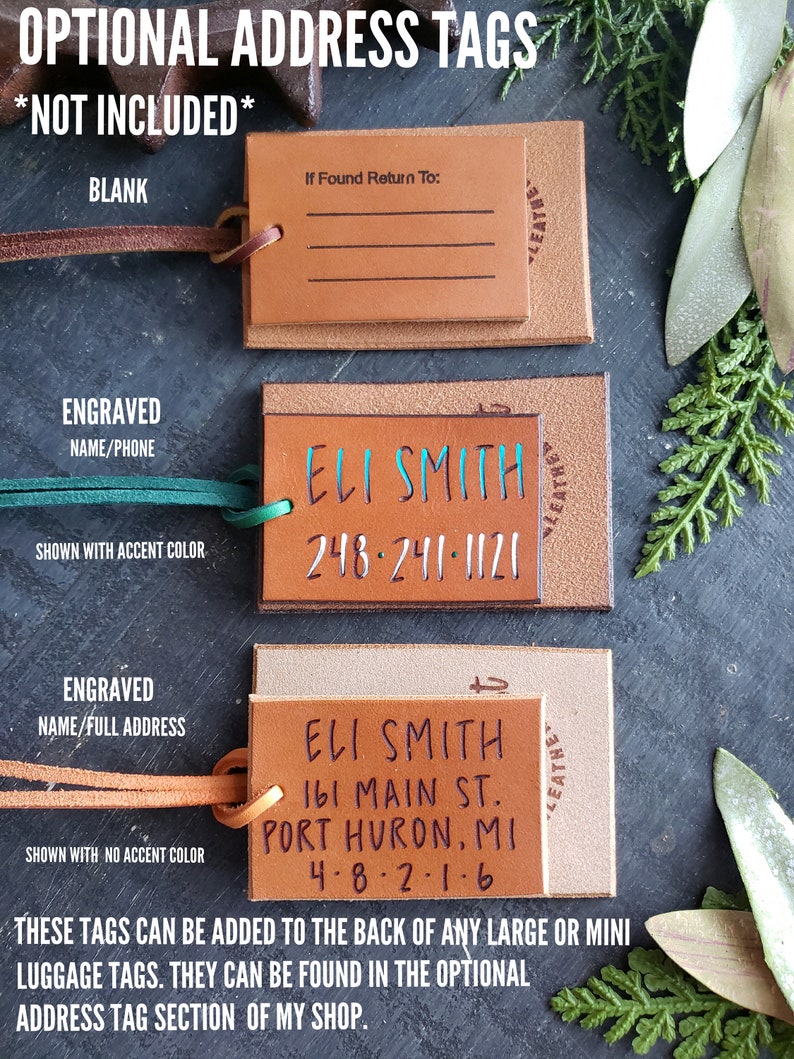 OPTIONAL ADDRESS TAGS
*NOT INCLUDED*
BLANK
If Found Return To:
LEATHE
ENGRAVED
NAME/PHONE
SHOWN WITH ACCENT COLOR
ELI SMITH
248·241·1121
LEATHE
ENGRAVED
NAME/FULL ADDRESS
SHOWN WITH NO ACCENT COLOR
ELI SMITH
161 MAIN ST.
PORT HURON, MI
4·8·2·1·6
LEATHE
THESE TAGS CAN BE ADDED TO THE BACK OF ANY LARGE OR MINI
LUGGAGE TAGS. THEY CAN BE FOUND IN THE OPTIONAL
ADDRESS TAG SECTION OF MY SHOP.